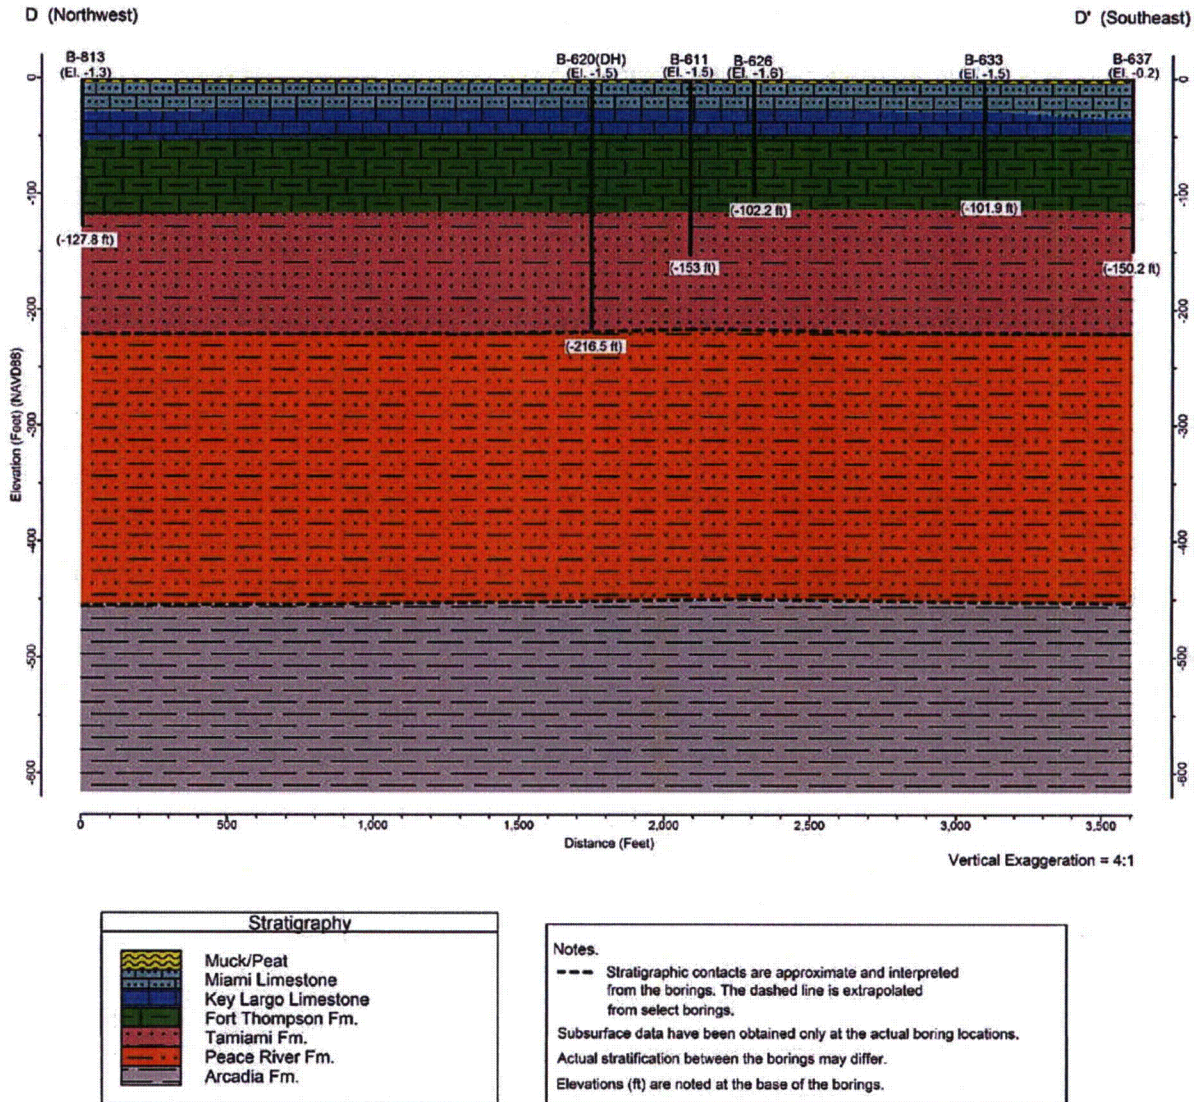 D (Northwest)
D' (Southeast)
B-813
(El. -1.3)
B-620(DH)
(El. -1.5)
B-611
(El. -1.5)
B-626
(El. -1.6)
B-633
(El. -1.5)
B-637
(El. -0.2)
0
-100
-200
-300
-400
-500
-600
Elevation (Feet) (NAVD88)
0
-100
-200
-300
-400
-500
-600
(-127.8 ft)
(-216.5 ft)
(-153 ft)
(-102.2 ft)
(-101.9 ft)
(-150.2 ft)
0
500
1,000
1,500
2,000
2,500
3,000
3,500
Distance (Feet)
Vertical Exaggeration = 4:1
Stratigraphy
Muck/Peat
Miami Limestone
Key Largo Limestone
Fort Thompson Fm.
Tamiami Fm.
Peace River Fm.
Arcadia Fm.
Notes.
Stratigraphic contacts are approximate and interpreted
from the borings. The dashed line is extrapolated
from select borings.
Subsurface data have been obtained only at the actual boring locations.
Actual stratification between the borings may differ.
Elevations (ft) are noted at the base of the borings.